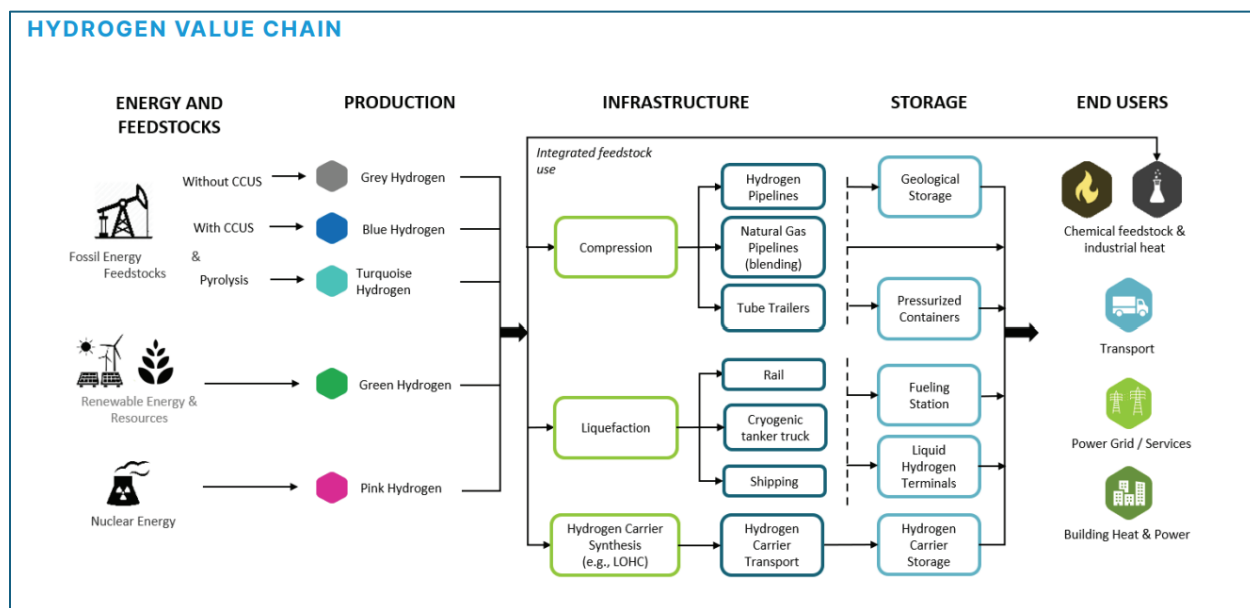 HYDROGEN VALUE CHAIN
ENERGY AND
FEEDSTOCKS
PRODUCTION
INFRASTRUCTURE
STORAGE
END USERS
Without CCUS
Grey Hydrogen
With CCUS
Blue Hydrogen
Fossil Energy
Feedstocks
&
Pyrolysis
Turquoise
Hydrogen
Renewable Energy &
Resources
Green Hydrogen
Nuclear Energy
Pink Hydrogen
Integrated feedstock
use
Compression
Hydrogen
Pipelines
Natural Gas
Pipelines
(blending)
Tube Trailers
Liquefaction
Rail
Cryogenic
tanker truck
Shipping
Hydrogen Carrier
Synthesis
(e.g., LOHC)
Hydrogen
Carrier
Transport
Geological
Storage
Pressurized
Containers
Fueling
Station
Liquid
Hydrogen
Terminals
Hydrogen
Carrier
Storage
Chemical feedstock &
industrial heat
Transport
Power Grid / Services
Building Heat & Power